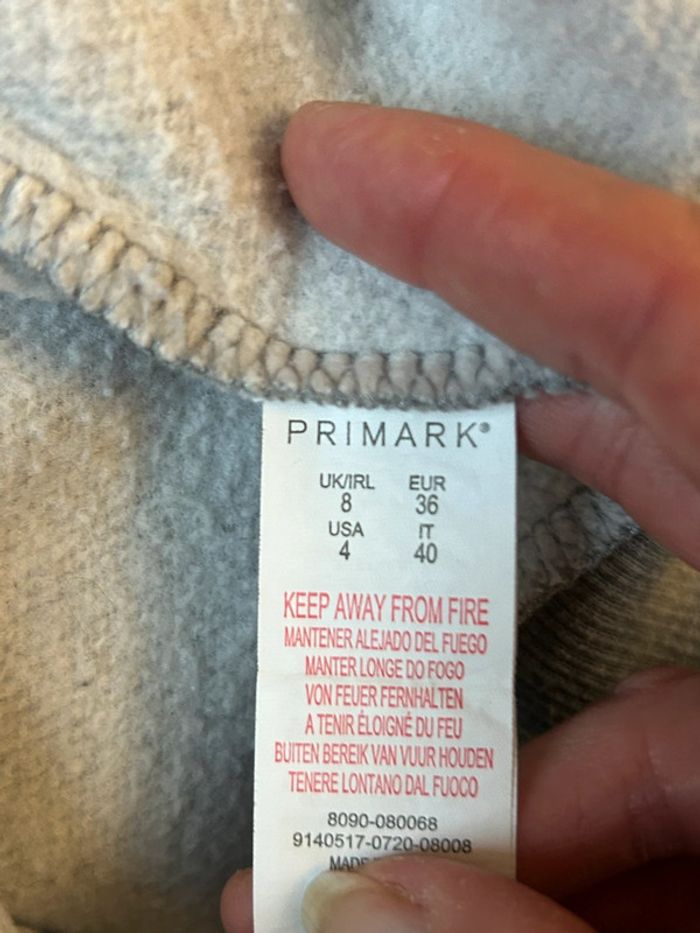 PRIMARK®
UK/IRL EUR
8 36
USA IT
4 40
KEEP AWAY FROM FIRE
MANTENER ALEJADO DEL FUEGO
MANTER LONGE DO FOGO
VON FEUER FERNHALTEN
A TENIR ÉLOIGNÉ DU FEU
BUITEN BEREIK VAN VUUR HOUDEN
TENERE LONTANO DAL FUOCO
8090-080068
9140517-0720-08008
MADE